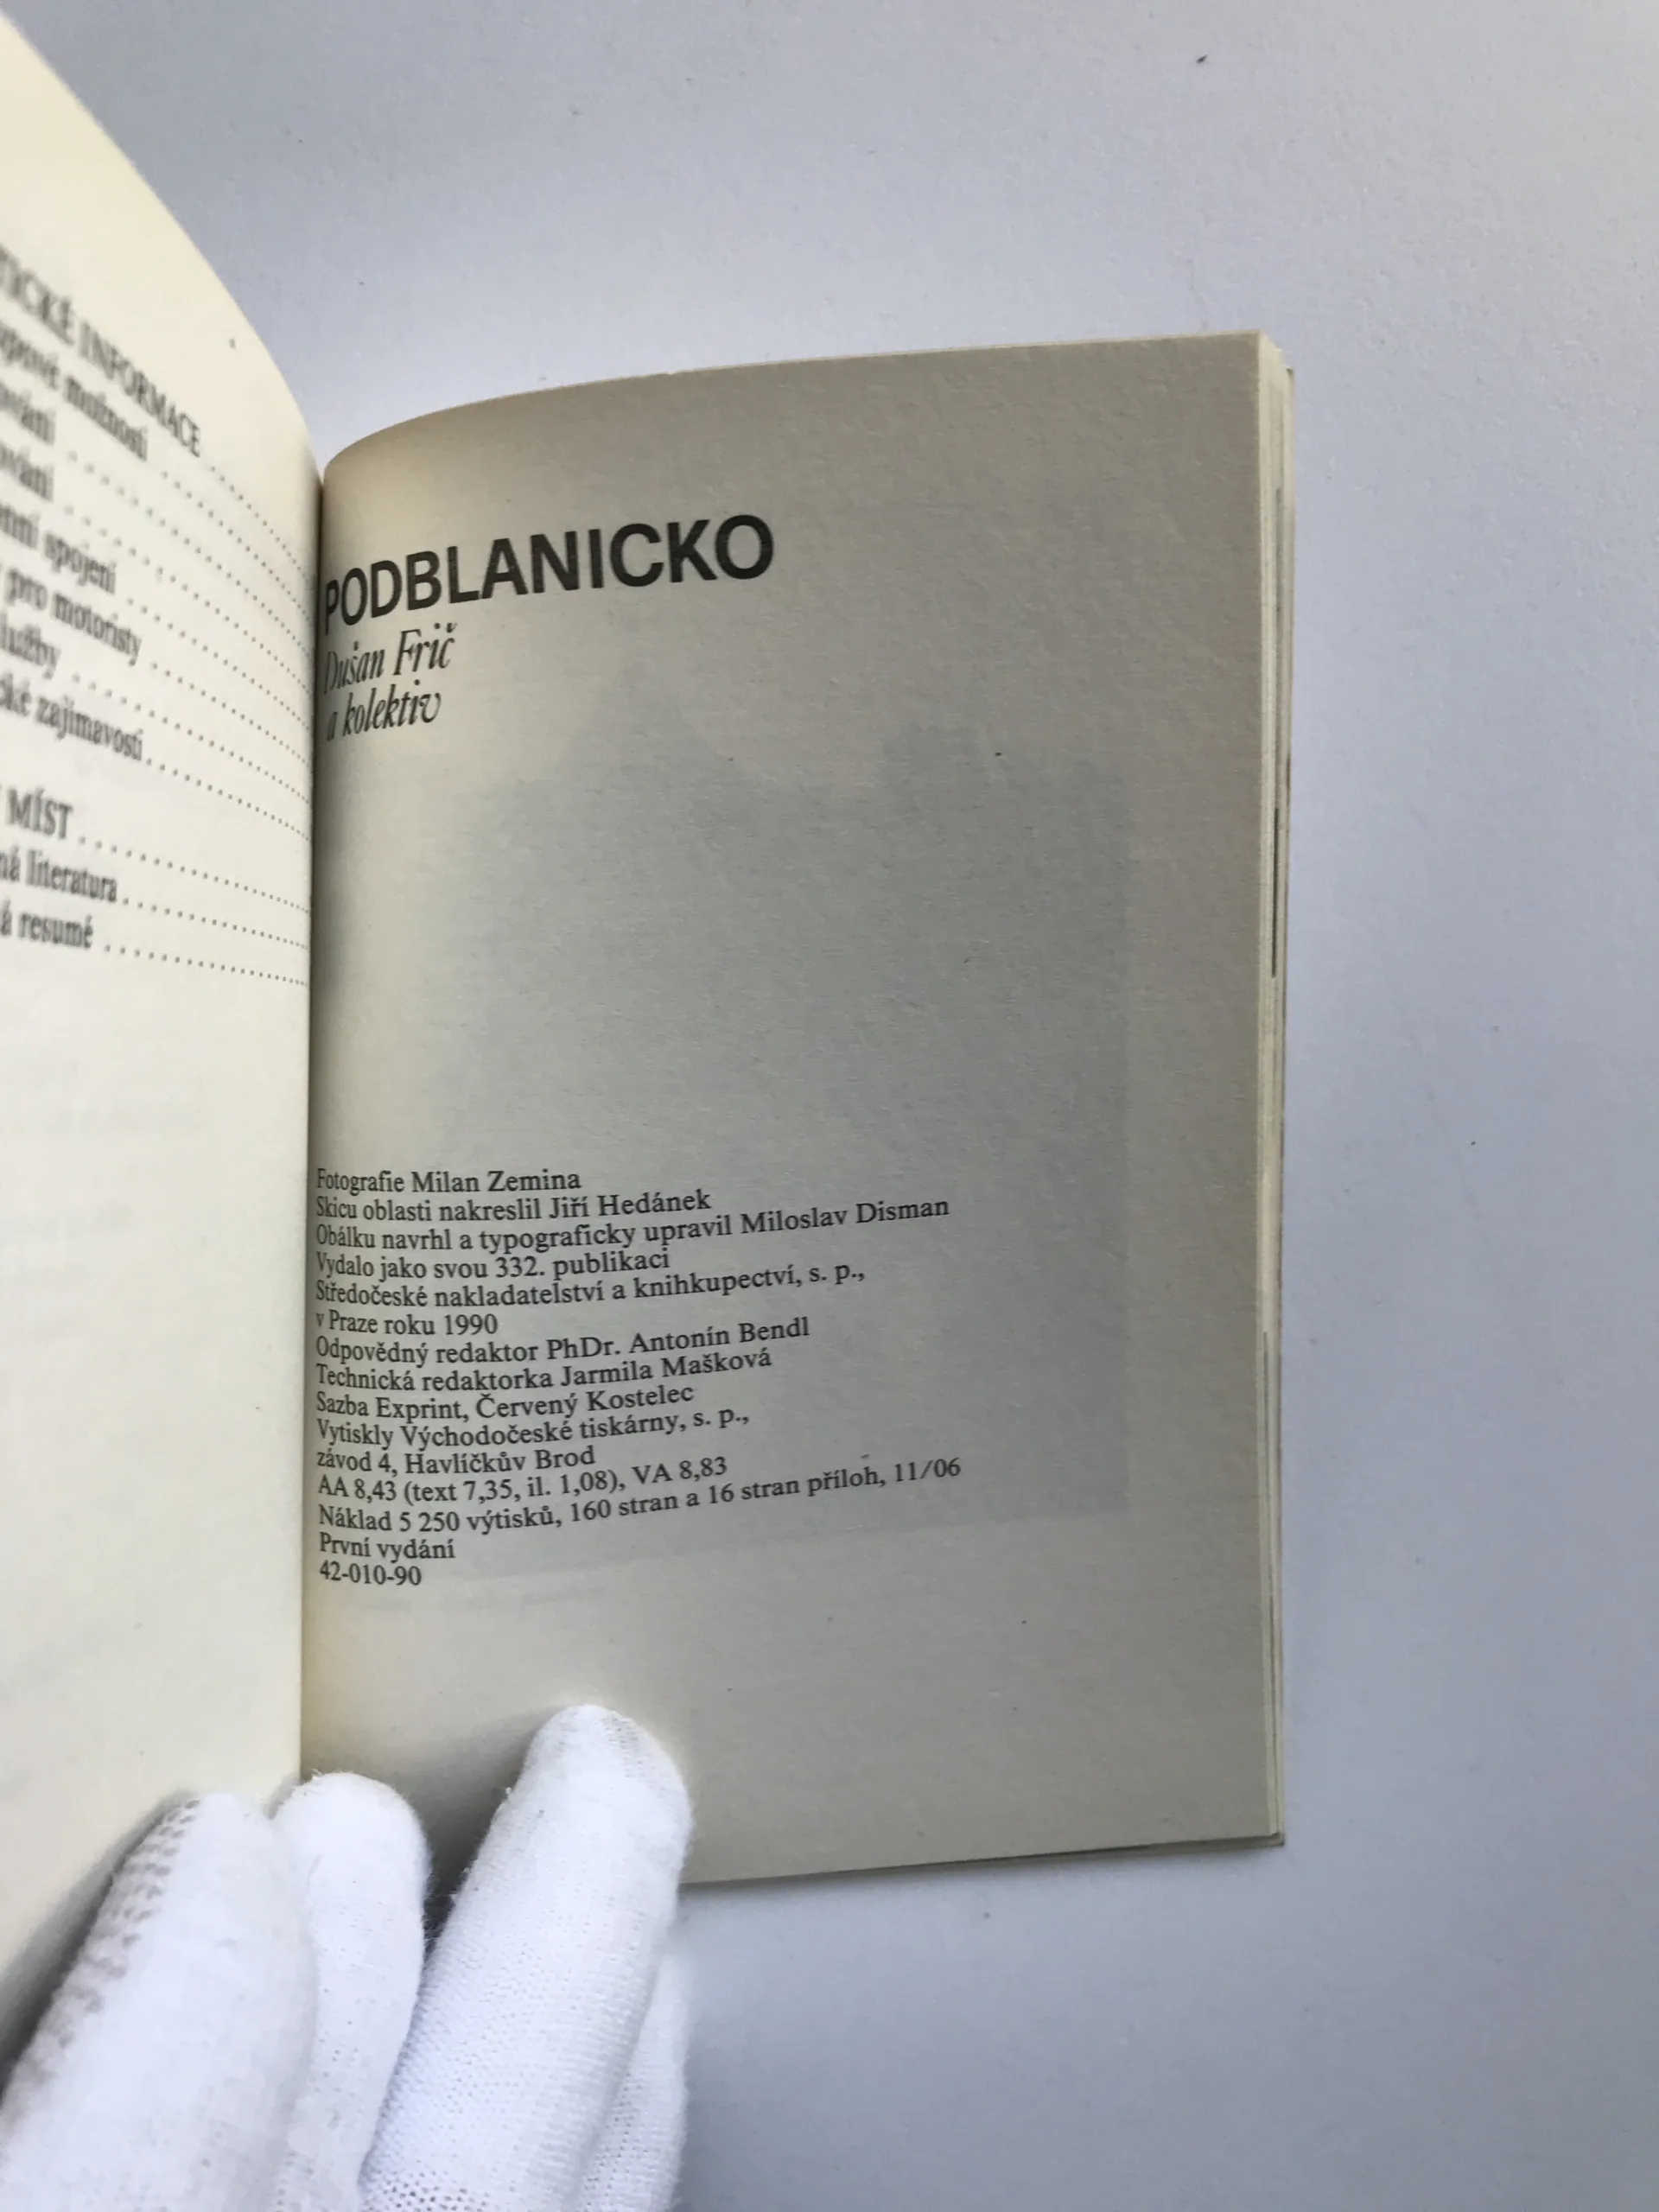 INFORMACE
možnosti
spojení
pro motoristy
zajímavosti
MÍST
literatura
resumé
PODBLANICKO
Dušan Frič
a kolektiv
Fotografie Milan Zemina
Skicu oblasti nakreslil Jiří Hedánek
Obálku navrhl a typograficky upravil Miloslav Disman
Vydalo jako svou 332. publikaci
Středočeské nakladatelství a knihkupectví, s. p.,
v Praze roku 1990
Odpovědný redaktor PhDr. Antonín Bendl
Technická redaktorka Jarmila Mašková
Sazba Exprint, Červený Kostelec
Vytiskly Východočeské tiskárny, s. p.,
závod 4, Havlíčkův Brod
AA 8,43 (text 7,35, il. 1,08), VA 8,83
Náklad 5 250 výtisků, 160 stran a 16 stran příloh, 11/06
První vydání
42-010-90